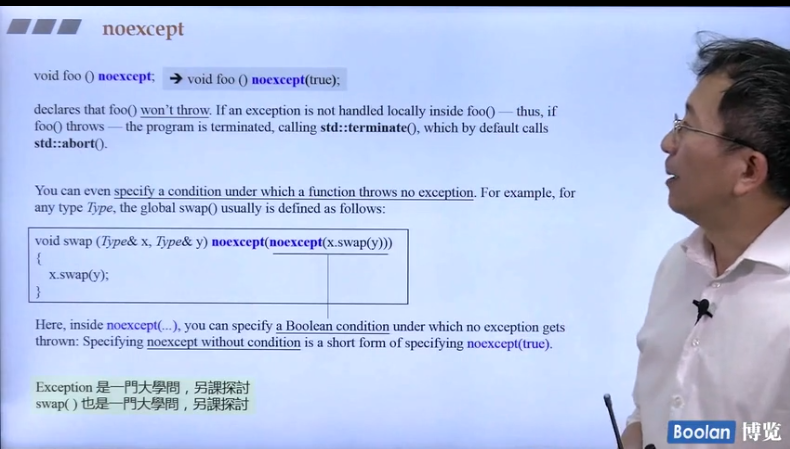 noexcept
void foo () noexcept; ➔ void foo () noexcept(true);
declares that foo() won't throw. If an exception is not handled locally inside foo() — thus, if
foo() throws — the program is terminated, calling std::terminate(), which by default calls
std::abort().
You can even specify a condition under which a function throws no exception. For example, for
any type Type, the global swap() usually is defined as follows:
void swap (Type& x, Type& y) noexcept(noexcept(x.swap(y)))
{
x.swap(y);
}
Here, inside noexcept(...), you can specify a Boolean condition under which no exception gets
thrown: Specifying noexcept without condition is a short form of specifying noexcept(true).
Exception 是一門大學問，另課探討
swap( ) 也是一門大學問，另課探討
Boolan 博览